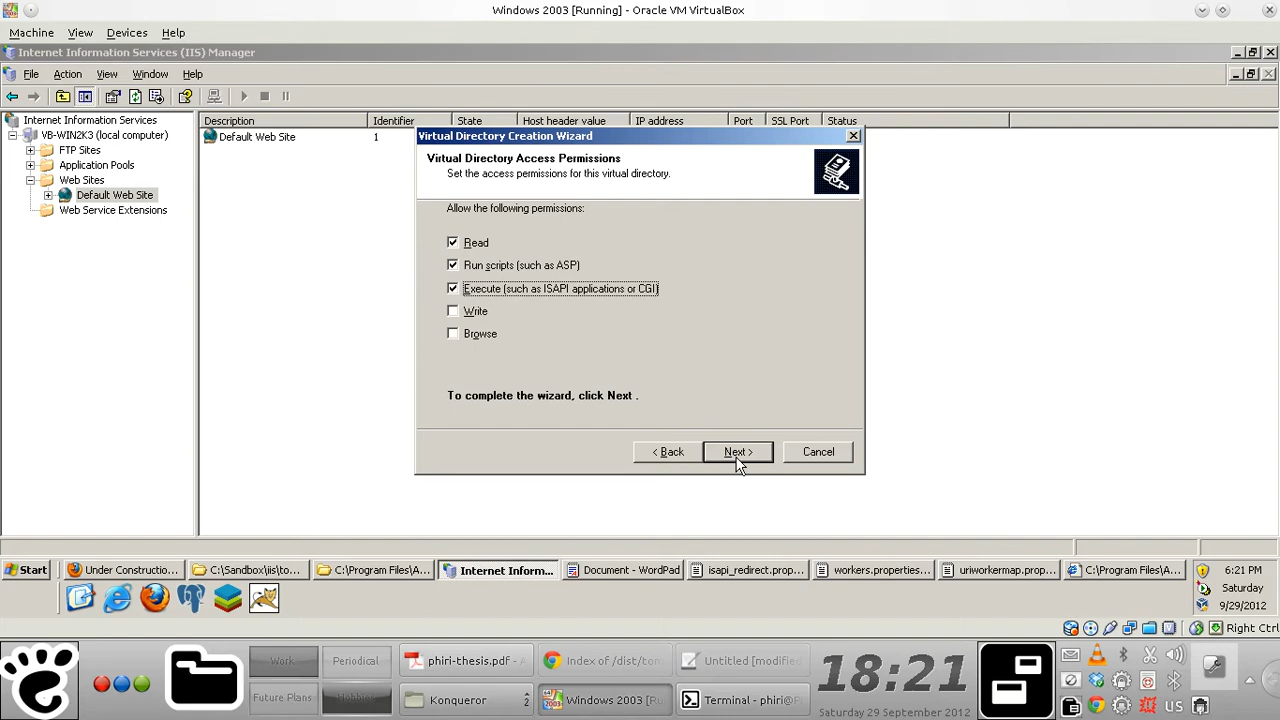 Windows 2003 [Running] - Oracle VM VirtualBox
Machine View Devices Help
Internet Information Services (IIS) Manager
File Action View Window Help
Internet Information Services
VB-WIN2K3 (local computer)
FTP Sites
Application Pools
Web Sites
Default Web Site
Web Service Extensions
Description Identifier State Host header value IP address Port SSL Port Status
Default Web Site 1
Virtual Directory Creation Wizard
Virtual Directory Access Permissions
Set the access permissions for this virtual directory.
Allow the following permissions:
Read
Run scripts (such as ASP)
Execute (such as ISAPI applications or CGI)
Write
Browse
To complete the wizard, click Next .
< Back Next > Cancel
Start Under Constructio... C:\Sandbox\iis\to... C:\Program Files\A... Internet Inform... Document - WordPad isapi_redirect.prop... workers.properties... uriworkermap.prop... C:\Program Files\A... 6:21 PM
Saturday
9/29/2012
Right Ctrl
Work Periodical phiri-thesis.pdf - Index of /dist/tom Untitled [modified
Future Plans Hobbies Konqueror 2 Windows 2003 [Ru Terminal - phiri@P
18:21
Saturday 29 September 2012
US